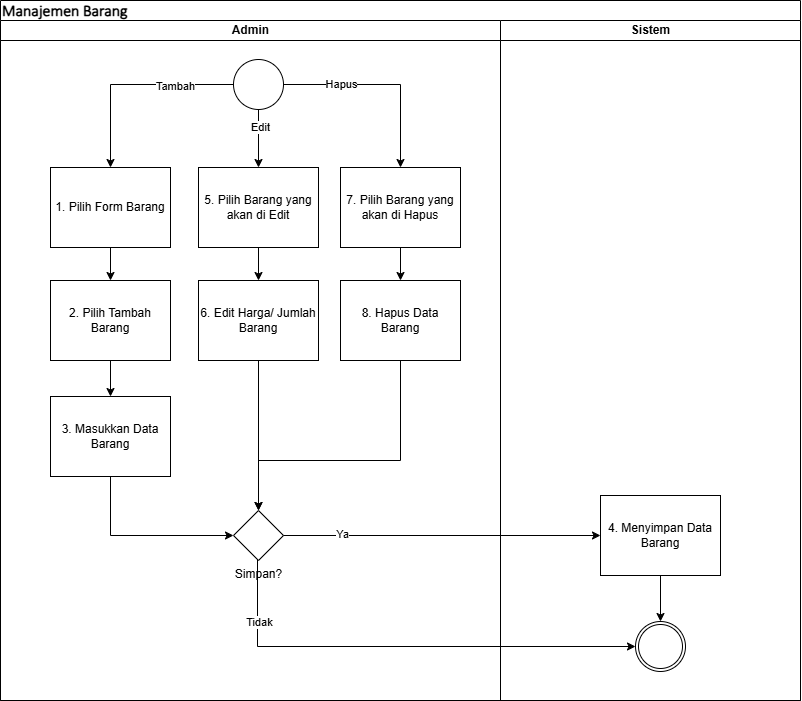 Manajemen Barang
Admin
Sistem
Tambah
Hapus
Edit
1. Pilih Form Barang
5. Pilih Barang yang
akan di Edit
7. Pilih Barang yang
akan di Hapus
2. Pilih Tambah
Barang
6. Edit Harga/ Jumlah
Barang
8. Hapus Data
Barang
3. Masukkan Data
Barang
Ya
4. Menyimpan Data
Barang
Simpan?
Tidak